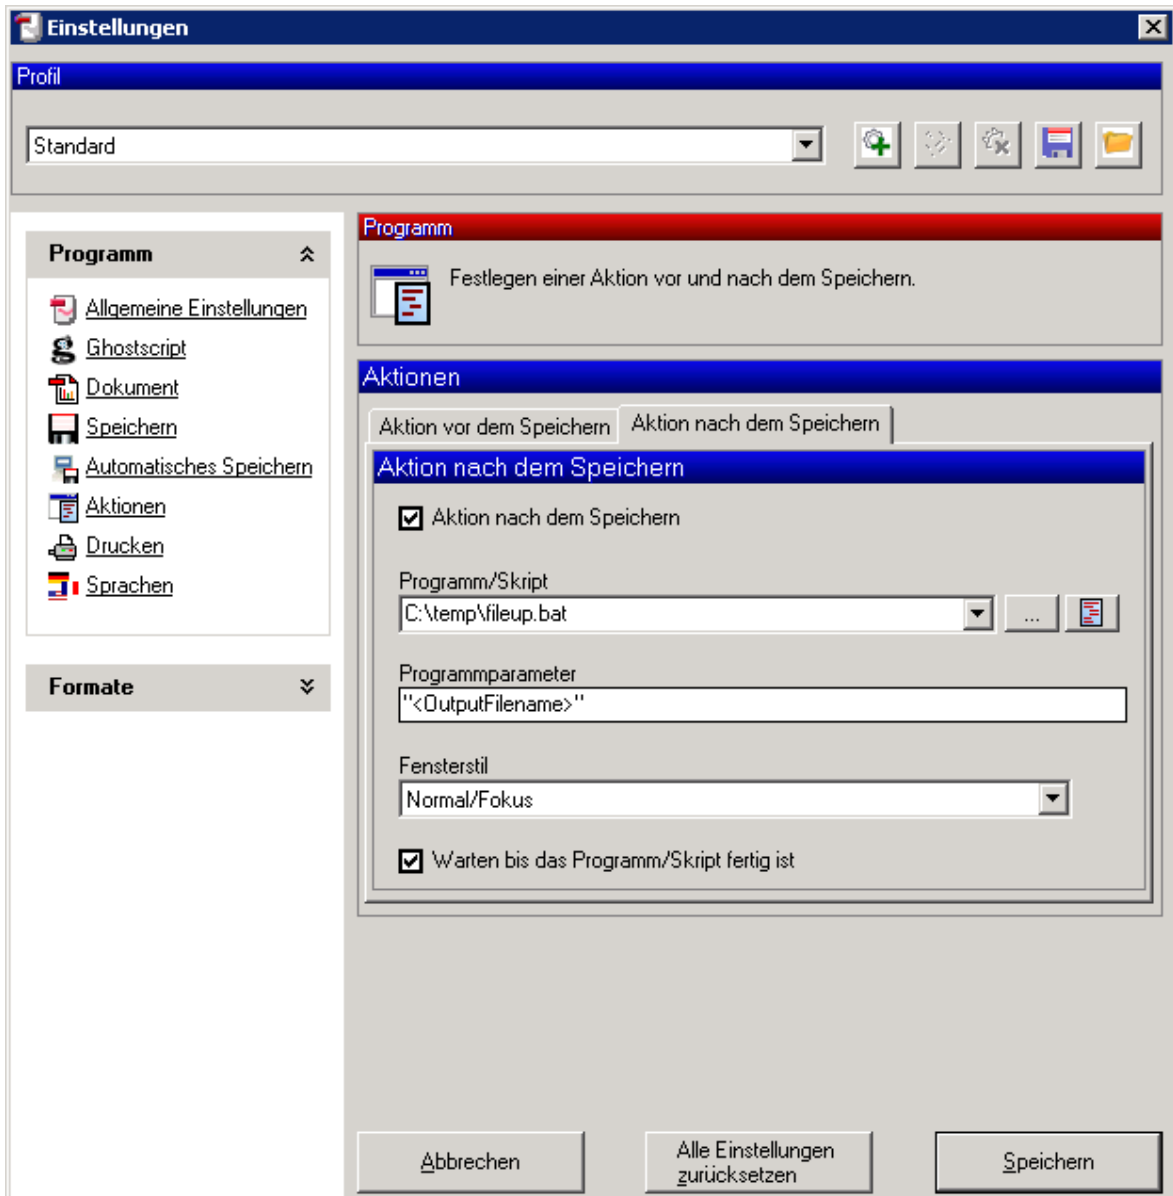 Einstellungen
Profil
Standard
Programm
Allgemeine Einstellungen
Ghostscript
Dokument
Speichern
Automatisches Speichern
Aktionen
Drucken
Sprachen
Formate
Programm
Festlegen einer Aktion vor und nach dem Speichern.
Aktionen
Aktion vor dem Speichern
Aktion nach dem Speichern
Aktion nach dem Speichern
Aktion nach dem Speichern
Programm/Skript
C:\temp\fileup.bat
...
Programmparameter
"<OutputFilename>"
Fensterstil
Normal/Fokus
Warten bis das Programm/Skript fertig ist
Abbrechen
Alle Einstellungen
zurücksetzen
Speichern